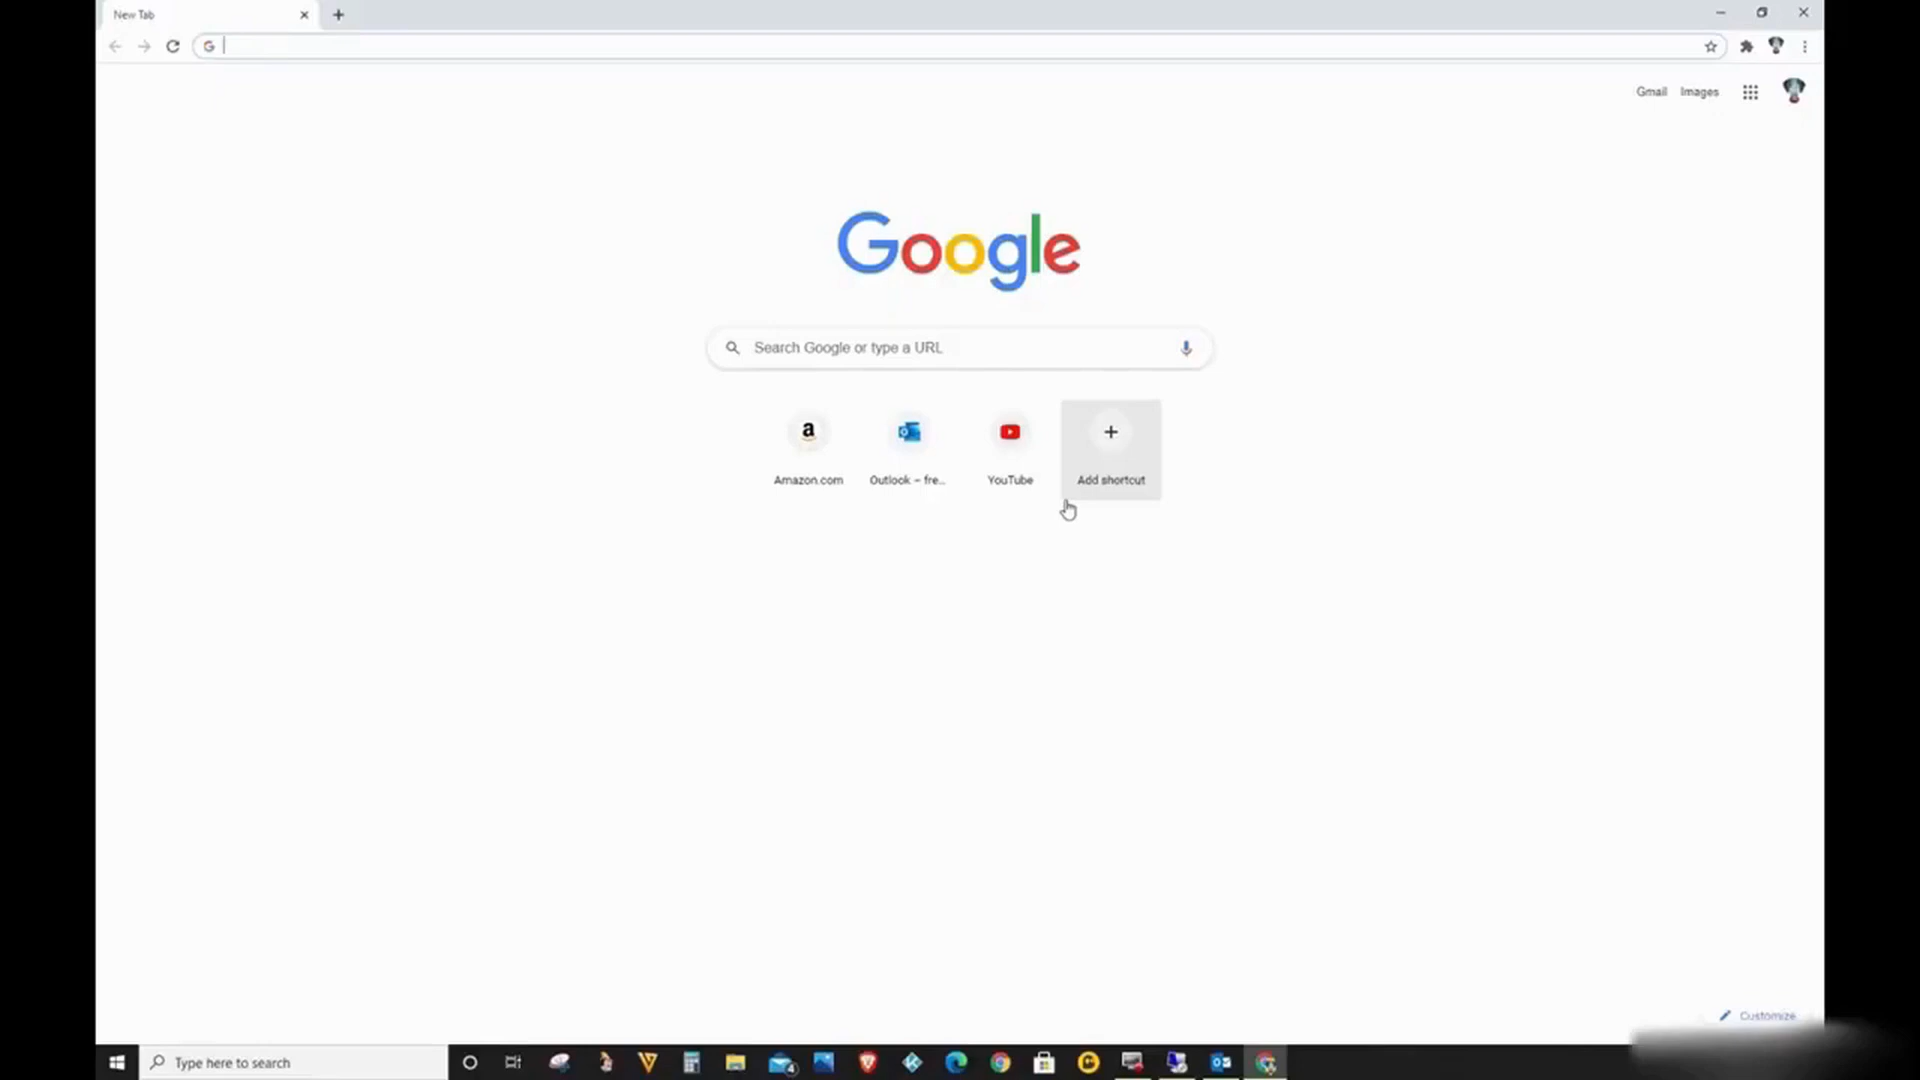 New Tab
Gmail Images
Google
Search Google or type a URL
a
Amazon.com Outlook – fre... YouTube Add shortcut
Customize
Type here to search
4